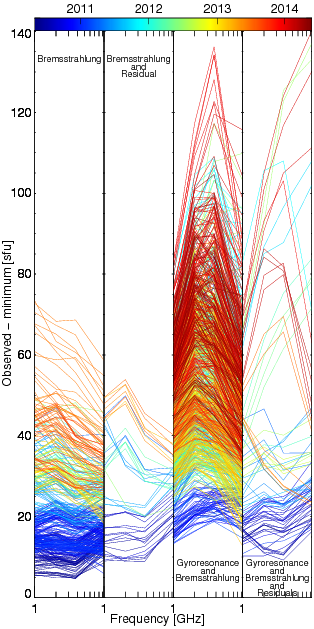 2011 2012 2013 2014
140
120
100
80
60
40
20
0
Observed – minimum [sfu]
Bremsstrahlung
Bremsstrahlung
and
Residual
Gyroresonance
and
Bremsstrahlung
Gyroresonance
and
Bremsstrahlung
and
Residuals
1 1 1 1
Frequency [GHz]